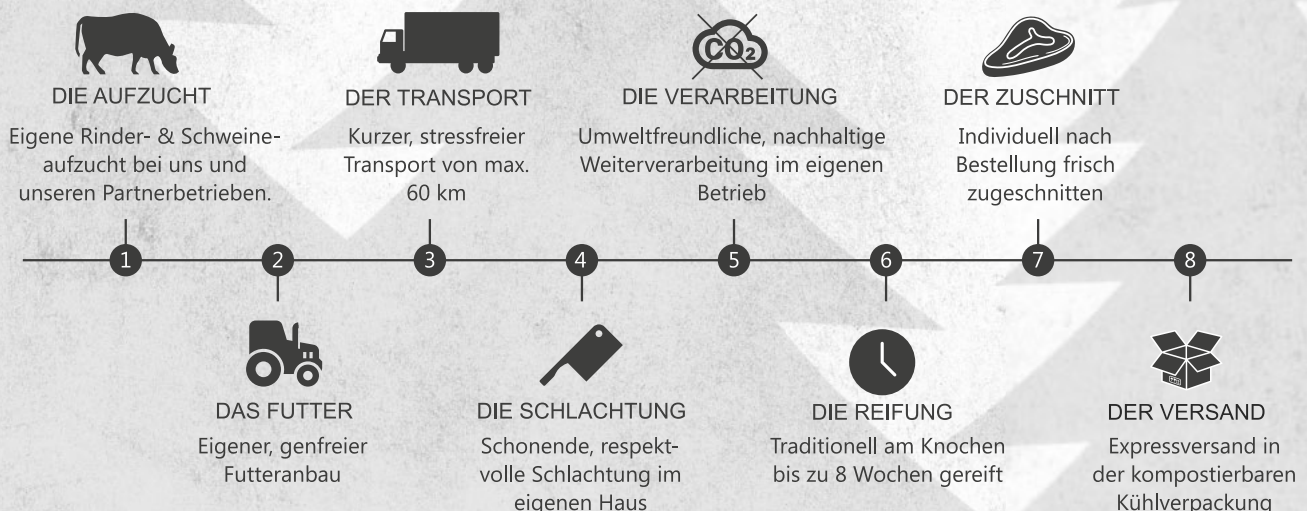 CO₂
DIE AUFZUCHT
Eigene Rinder- & Schweine-
aufzucht bei uns und
unseren Partnerbetrieben.
DER TRANSPORT
Kurzer, stressfreier
Transport von max.
60 km
DIE VERARBEITUNG
Umweltfreundliche, nachhaltige
Weiterverarbeitung im eigenen
Betrieb
DER ZUSCHNITT
Individuell nach
Bestellung frisch
zugeschnitten
1 2 3 4 5 6 7 8
DAS FUTTER
Eigener, genfreier
Futteranbau
DIE SCHLACHTUNG
Schonende, respekt-
volle Schlachtung im
eigenen Haus
DIE REIFUNG
Traditionell am Knochen
bis zu 8 Wochen gereift
DER VERSAND
Expressversand in
der kompostierbaren
Kühlverpackung